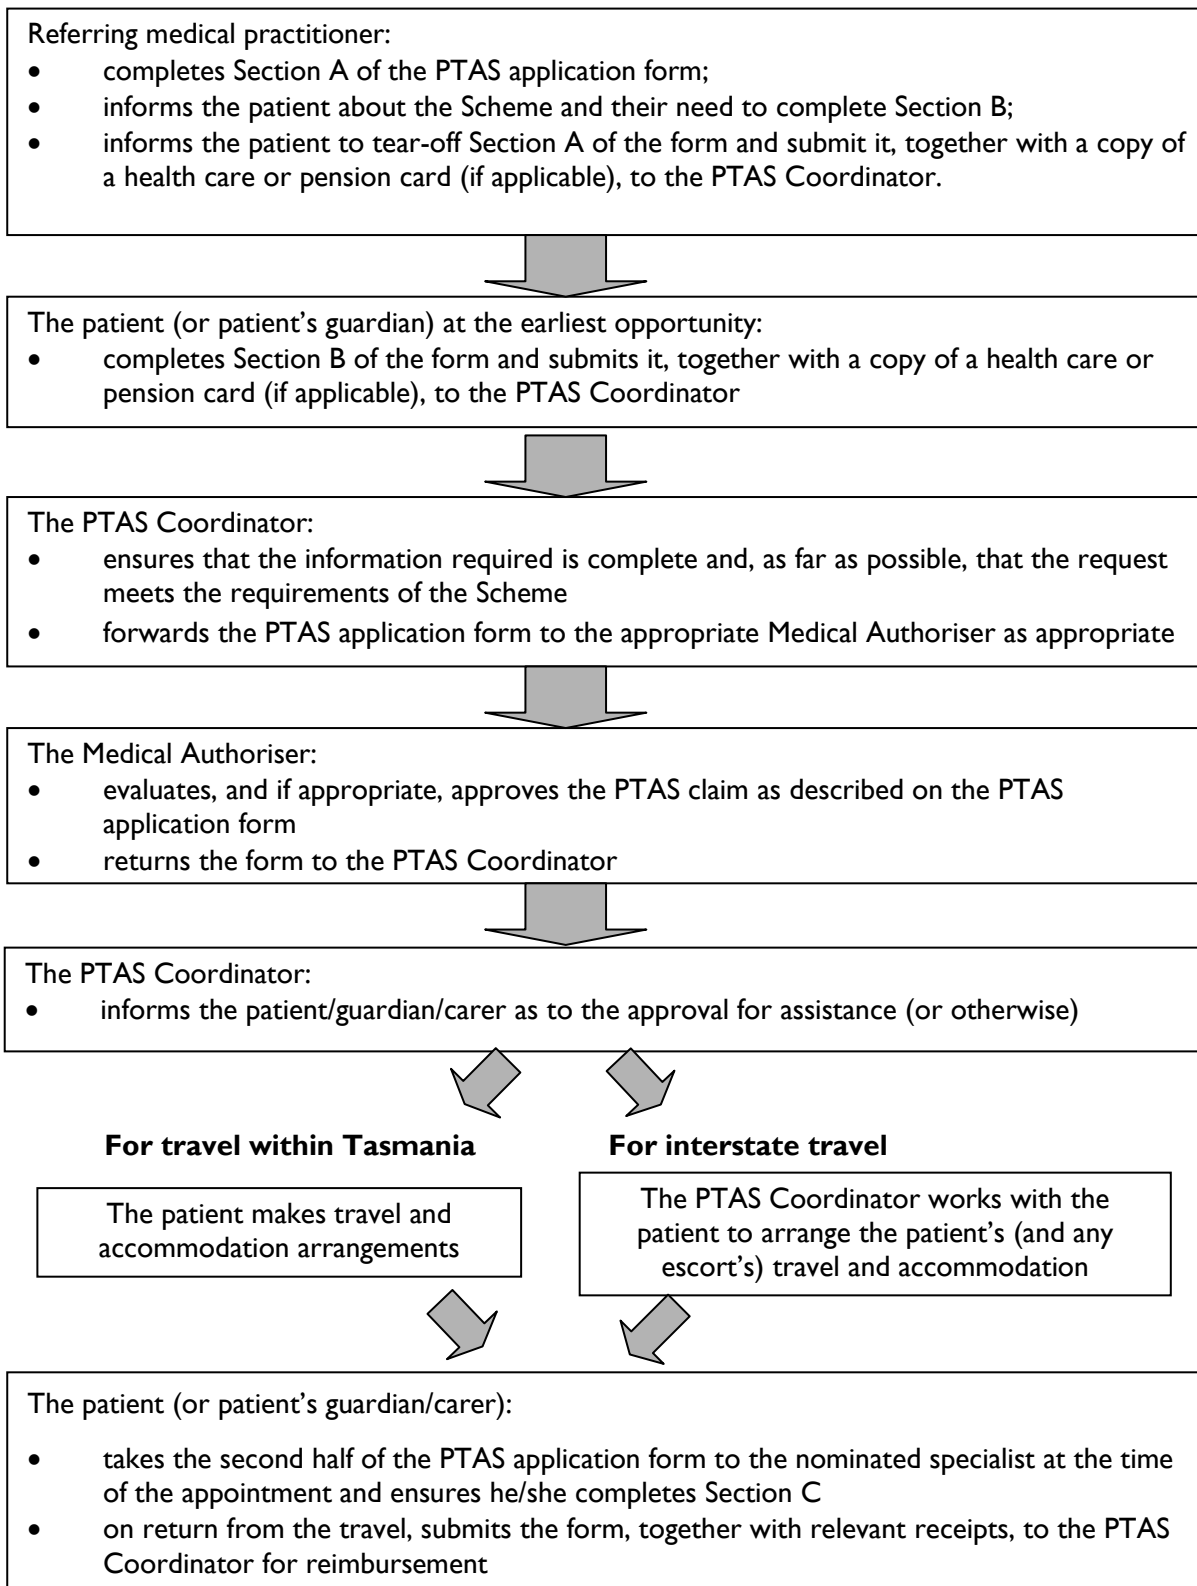 Referring medical practitioner:
• completes Section A of the PTAS application form;
• informs the patient about the Scheme and their need to complete Section B;
• informs the patient to tear-off Section A of the form and submit it, together with a copy of
a health care or pension card (if applicable), to the PTAS Coordinator.
The patient (or patient's guardian) at the earliest opportunity:
• completes Section B of the form and submits it, together with a copy of a health care or
pension card (if applicable), to the PTAS Coordinator
The PTAS Coordinator:
• ensures that the information required is complete and, as far as possible, that the request
meets the requirements of the Scheme
• forwards the PTAS application form to the appropriate Medical Authoriser as appropriate
The Medical Authoriser:
• evaluates, and if appropriate, approves the PTAS claim as described on the PTAS
application form
• returns the form to the PTAS Coordinator
The PTAS Coordinator:
• informs the patient/guardian/carer as to the approval for assistance (or otherwise)
For travel within Tasmania
The patient makes travel and
accommodation arrangements
For interstate travel
The PTAS Coordinator works with the
patient to arrange the patient's (and any
escort's) travel and accommodation
The patient (or patient's guardian/carer):
• takes the second half of the PTAS application form to the nominated specialist at the time
of the appointment and ensures he/she completes Section C
• on return from the travel, submits the form, together with relevant receipts, to the PTAS
Coordinator for reimbursement